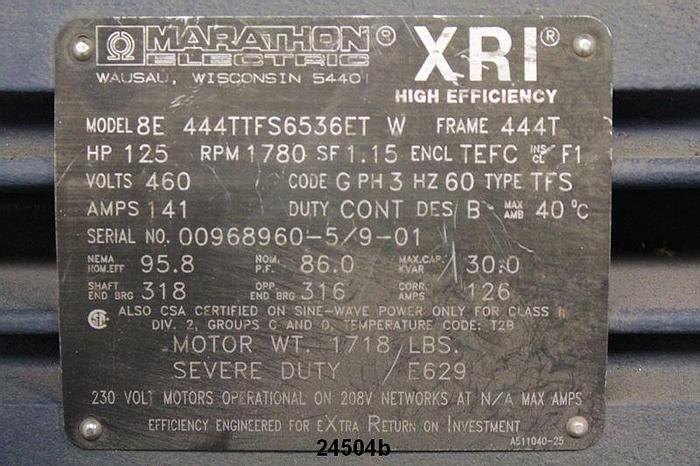 MARATHON® XRI®
ELECTRIC
WAUSAU, WISCONSIN 54401
HIGH EFFICIENCY
MODEL 8E 444TTFS6536ET W FRAME 444T
HP 125 RPM 1780 SF 1.15 ENCL TEFC INS CL F1
VOLTS 460 CODE G PH 3 HZ 60 TYPE TFS
AMPS 141 DUTY CONT DES B- MAX AMB 40 °C
SERIAL NO. 00968960-5/9-01
NEMA NOM.EFF 95.8 NOM. P.F. 86.0 MAX.CAP. KVAR 30.0
SHAFT END BRG 318 OPP END BRG 316 CORR. AMPS 126
ALSO CSA CERTIFIED ON SINE-WAVE POWER ONLY FOR CLASS
DIV. 2, GROUPS C AND D, TEMPERATURE CODE: T2B
MOTOR WT. 1718 LBS.
SEVERE DUTY / E629
230 VOLT MOTORS OPERATIONAL ON 208V NETWORKS AT N/A MAX AMPS
EFFICIENCY ENGINEERED FOR EXTRA RETURN ON INVESTMENT
A511040-25
24504b